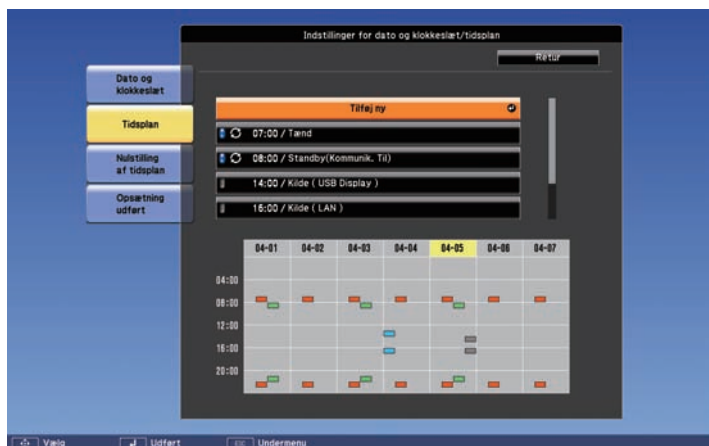 Indstillinger for dato og klokkeslæt/tidsplan
Retur
Dato og
klokkeslæt
Tidsplan
Nulstilling
af tidsplan
Opsætning
udført
Tilføj ny
07:00 / Tænd
08:00 / Standby(Kommunik. Til)
14:00 / Kilde ( USB Display )
16:00 / Kilde ( LAN )
04-01 04-02 04-03 04-04 04-05 04-06 04-07
04:00
08:00
12:00
16:00
20:00
Vælg Udført Esc Undermenu